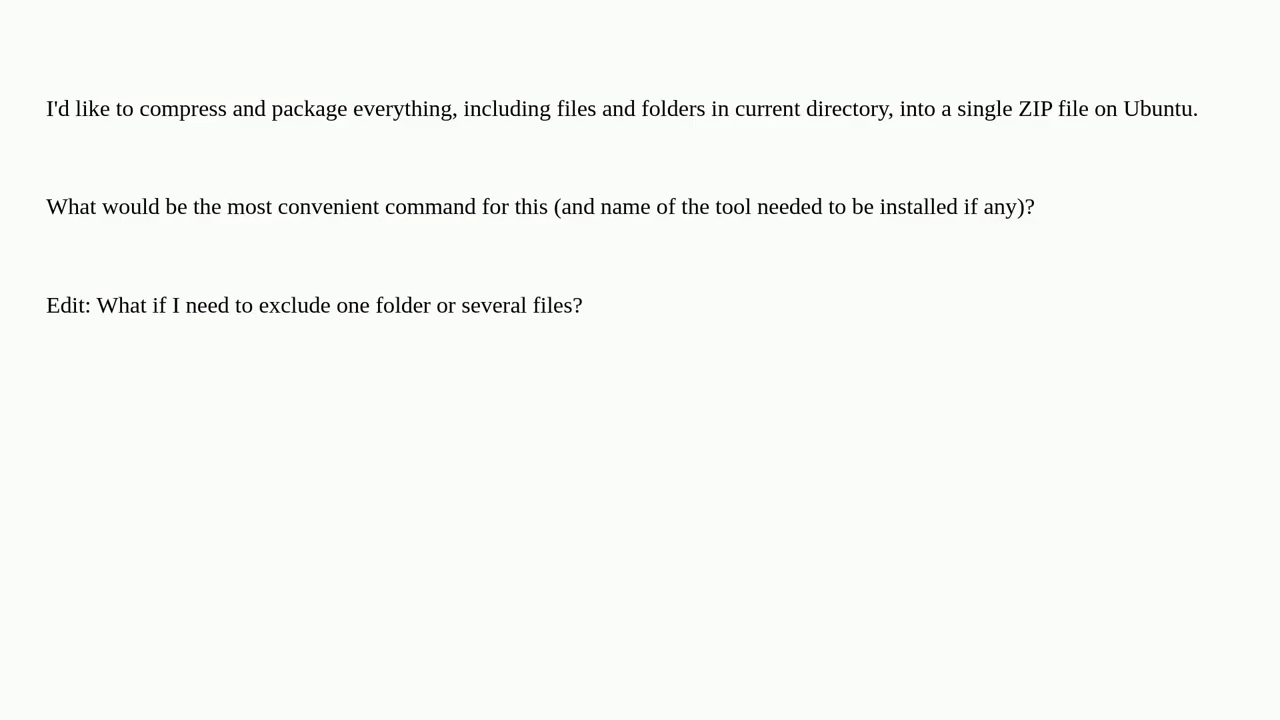 I'd like to compress and package everything, including files and folders in current directory, into a single ZIP file on Ubuntu.
What would be the most convenient command for this (and name of the tool needed to be installed if any)?
Edit: What if I need to exclude one folder or several files?